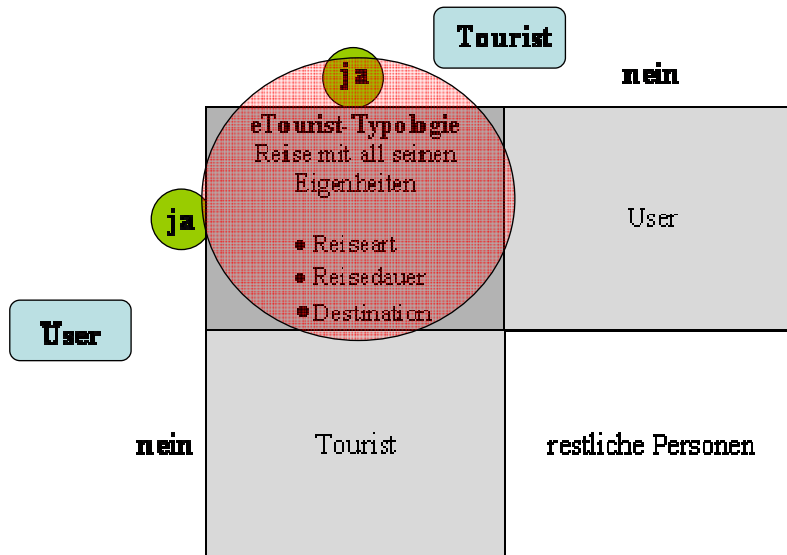 Tourist
ja
nein
eTourist-Typologie
Reise mit all seinen
Eigenheiten
ja
User
• Reiseart
• Reisedauer
• Destination
User
nein
Tourist
restliche Personen